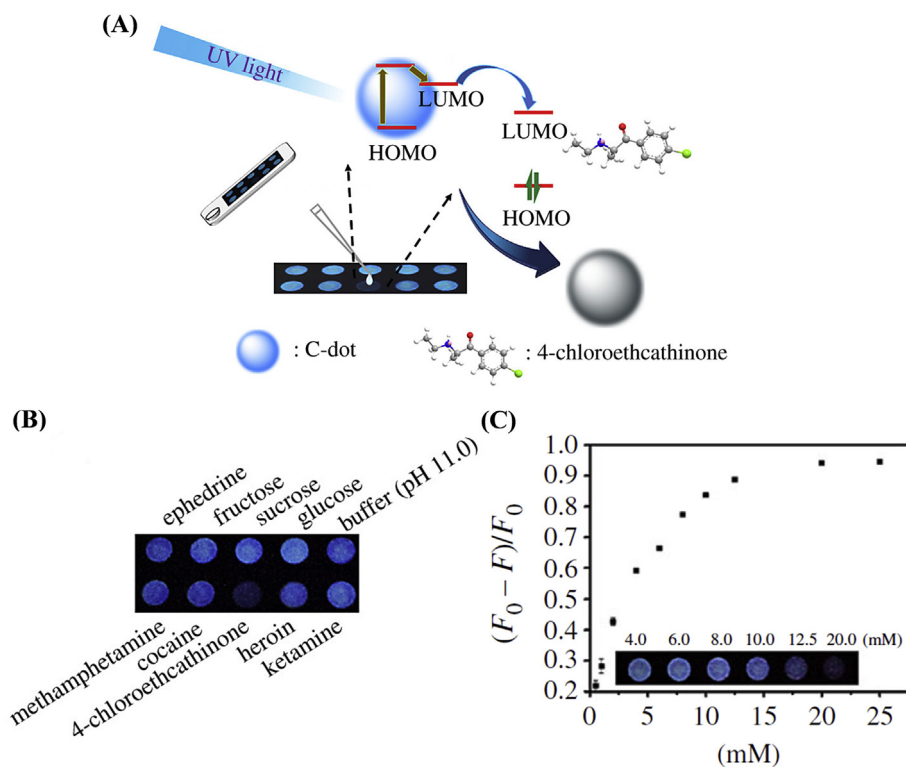 (A)
UV light
LUMO
HOMO
LUMO
HOMO
: C-dot
: 4-chloroethcathinone
(B)
ephedrine
fructose
sucrose
glucose
buffer (pH 11.0)
methamphetamine
cocaine
4-chloroethcathinone
heroin
ketamine
(C)
1.0
0.9
0.8
0.7
0.6
0.5
0.4
0.3
0.2
(F₀ – F)/F₀
4.0 6.0 8.0 10.0 12.5 20.0 (mM)
0 5 10 15 20 25
(mM)